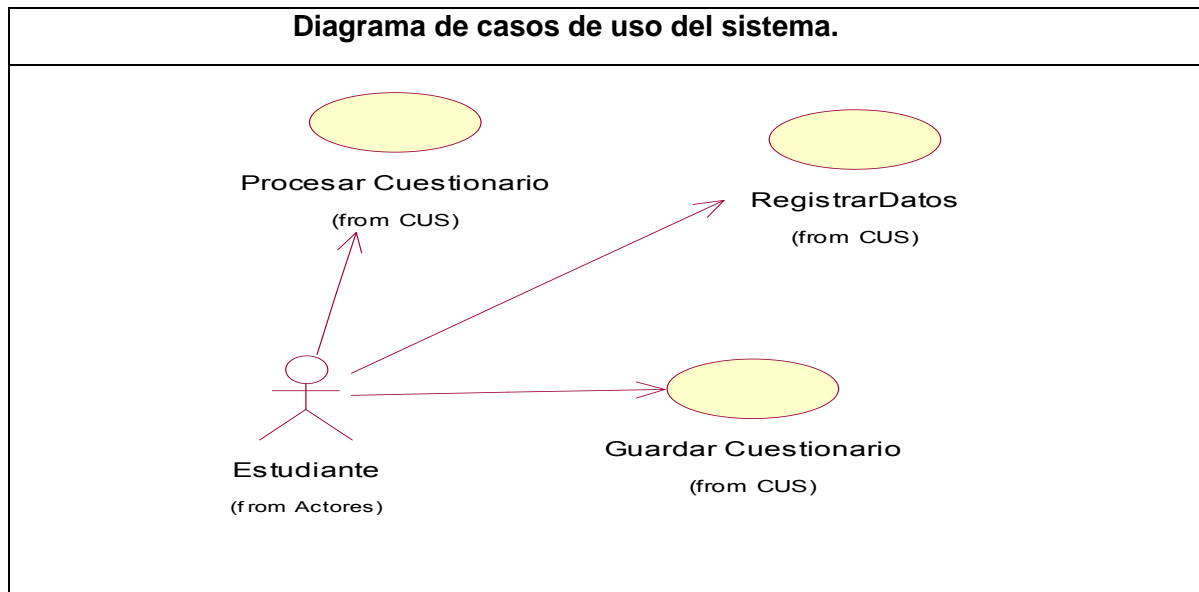 Diagrama de casos de uso del sistema.
Procesar Cuestionario
(from CUS)
RegistrarDatos
(from CUS)
Guardar Cuestionario
(from CUS)
Estudiante
(from Actores)